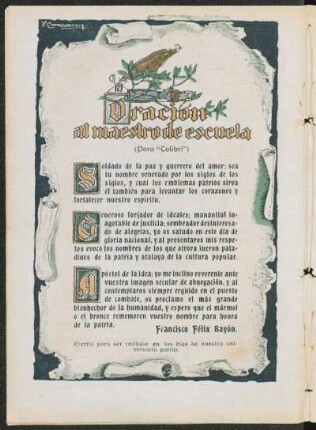 Oración
al maestro de escuela
(Para "Colibrí")
Soldado de la paz y guerrero del amor: sea
tu nombre venerado por los siglos de los
siglos, y cual los emblemas patrios sirva
él también para levantar los corazones y
fortalecer nuestro espíritu.
Generoso forjador de ideales; manantial in-
agotable de justicia; sembrador desinteresa-
do de alegrías, yo os saludo en este día de
gloria nacional, y al presentaros mis respe-
tos evoco los nombres de los que otrora fueron pala-
dines de la patria y atalaya de la cultura popular.
Apóstol de la idea: yo me inclino reverente ante
vuestra imagen secular de abnegación, y al
contemplaros siempre erguido en el puesto
de combate, os proclamo el más grande
bienhechor de la humanidad, y espero que el mármol
o el bronce rememoren vuestro nombre para honra
de la patria.
Francisco Félix Bayón.
Escrito para ser recitada en los días de nuestro ani-
versario patrio.